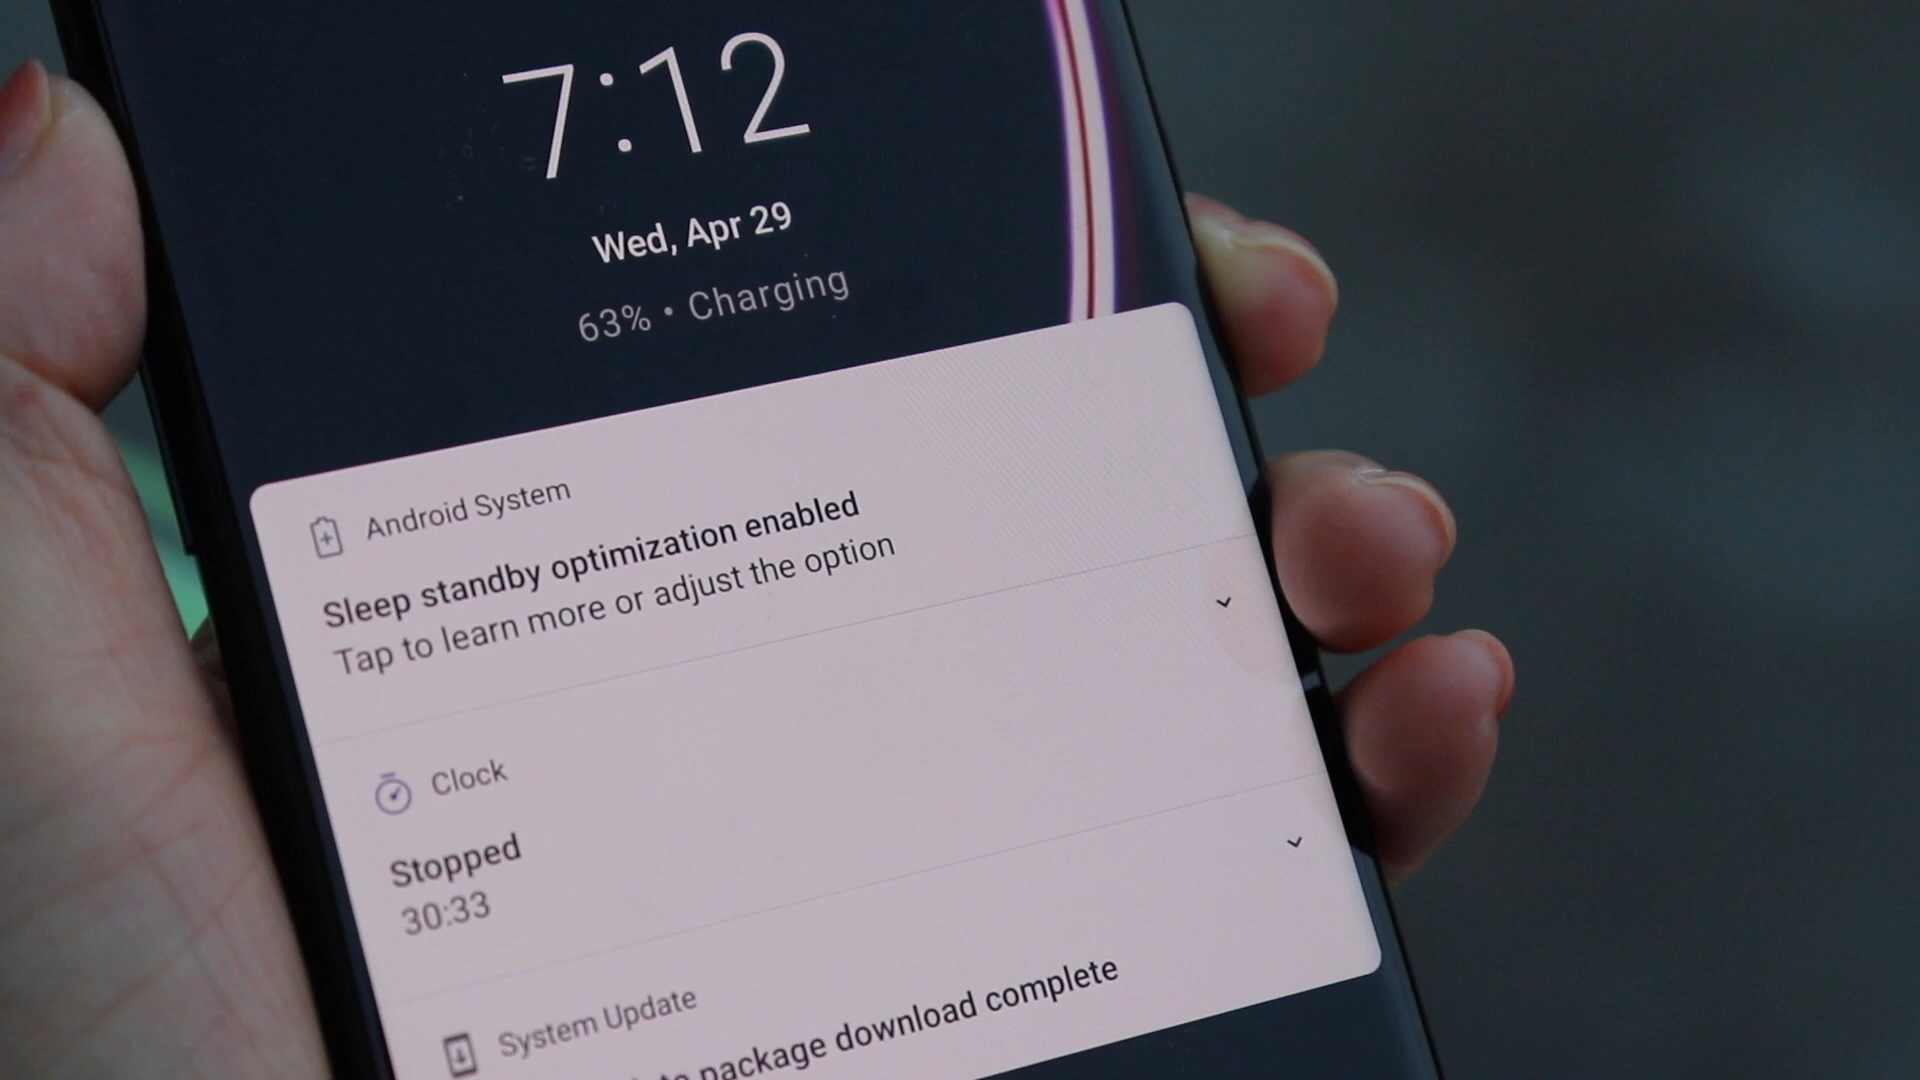 7:12
Wed, Apr 29
63% • Charging
Android System
Sleep standby optimization enabled
Tap to learn more or adjust the option
Clock
Stopped
30:33
System Update
package download complete